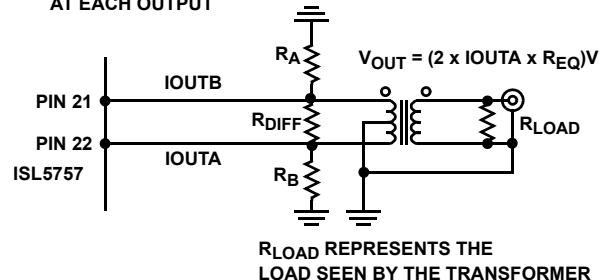 AT EACH OUTPUT
RA
VOUT = (2 x IOUTA x REQ)V
IOUTB
PIN 21
RDIFF
RLOAD
PIN 22
IOUTA
ISL5757
RB
RLOAD REPRESENTS THE
LOAD SEEN BY THE TRANSFORMER